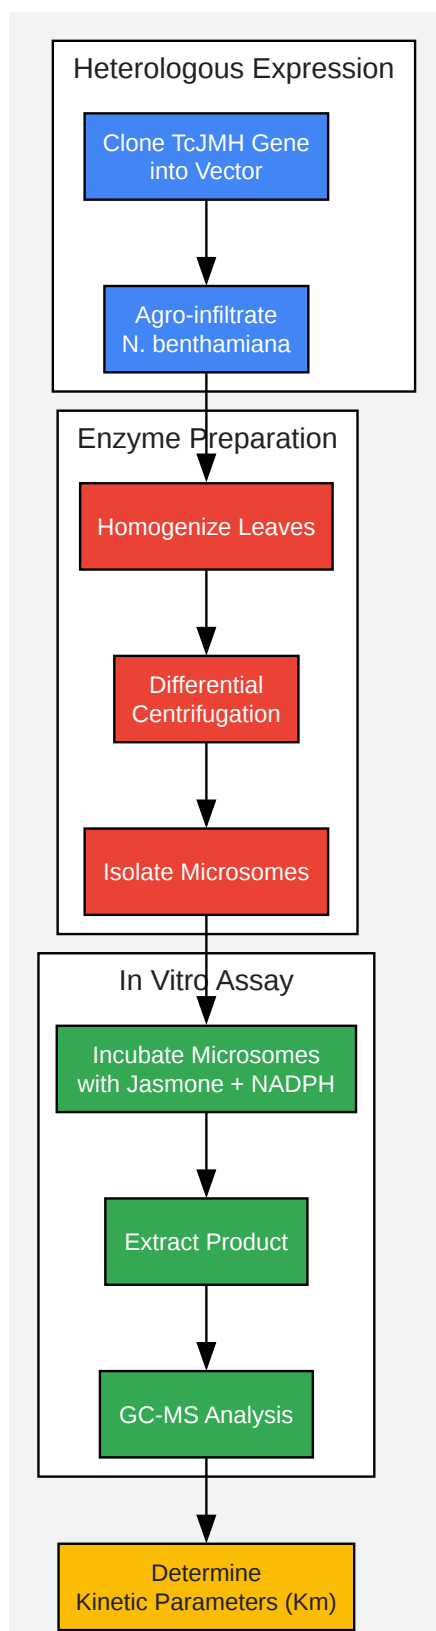 Heterologous Expression
Clone TcJMH Gene
into Vector
Agro-infiltrate
N. benthamiana
Enzyme Preparation
Homogenize Leaves
Differential
Centrifugation
Isolate Microsomes
In Vitro Assay
Incubate Microsomes
with Jasmone + NADPH
Extract Product
GC-MS Analysis
Determine
Kinetic Parameters (Km)